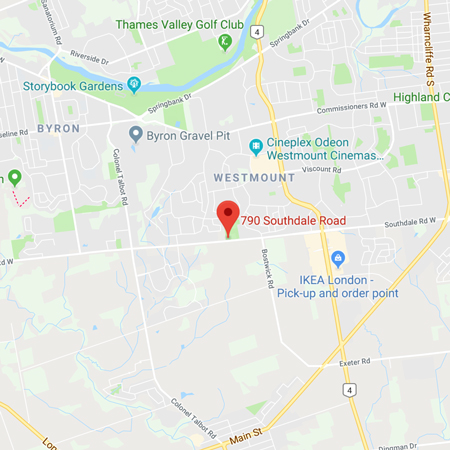 Sanatorium Rd
Thames Valley Golf Club
4
Springbank Dr
Wharncliffe Rd S
Riverside Dr
Storybook Gardens
Springbank Dr
Commissioners Rd W
Highland C
BYRON
Byron Gravel Pit
Cineplex Odeon
Westmount Cinemas...
seline Rd
Colonel Talbot Rd
Viscount Rd
WESTMOUNT
n
790 Southdale Road
Southdale Rd W
Rd W
Bostwick Rd
IKEA London -
Pick-up and order point
Exeter Rd
4
Colonel Talbot Rd
Main St
Lon
Dingman Dr